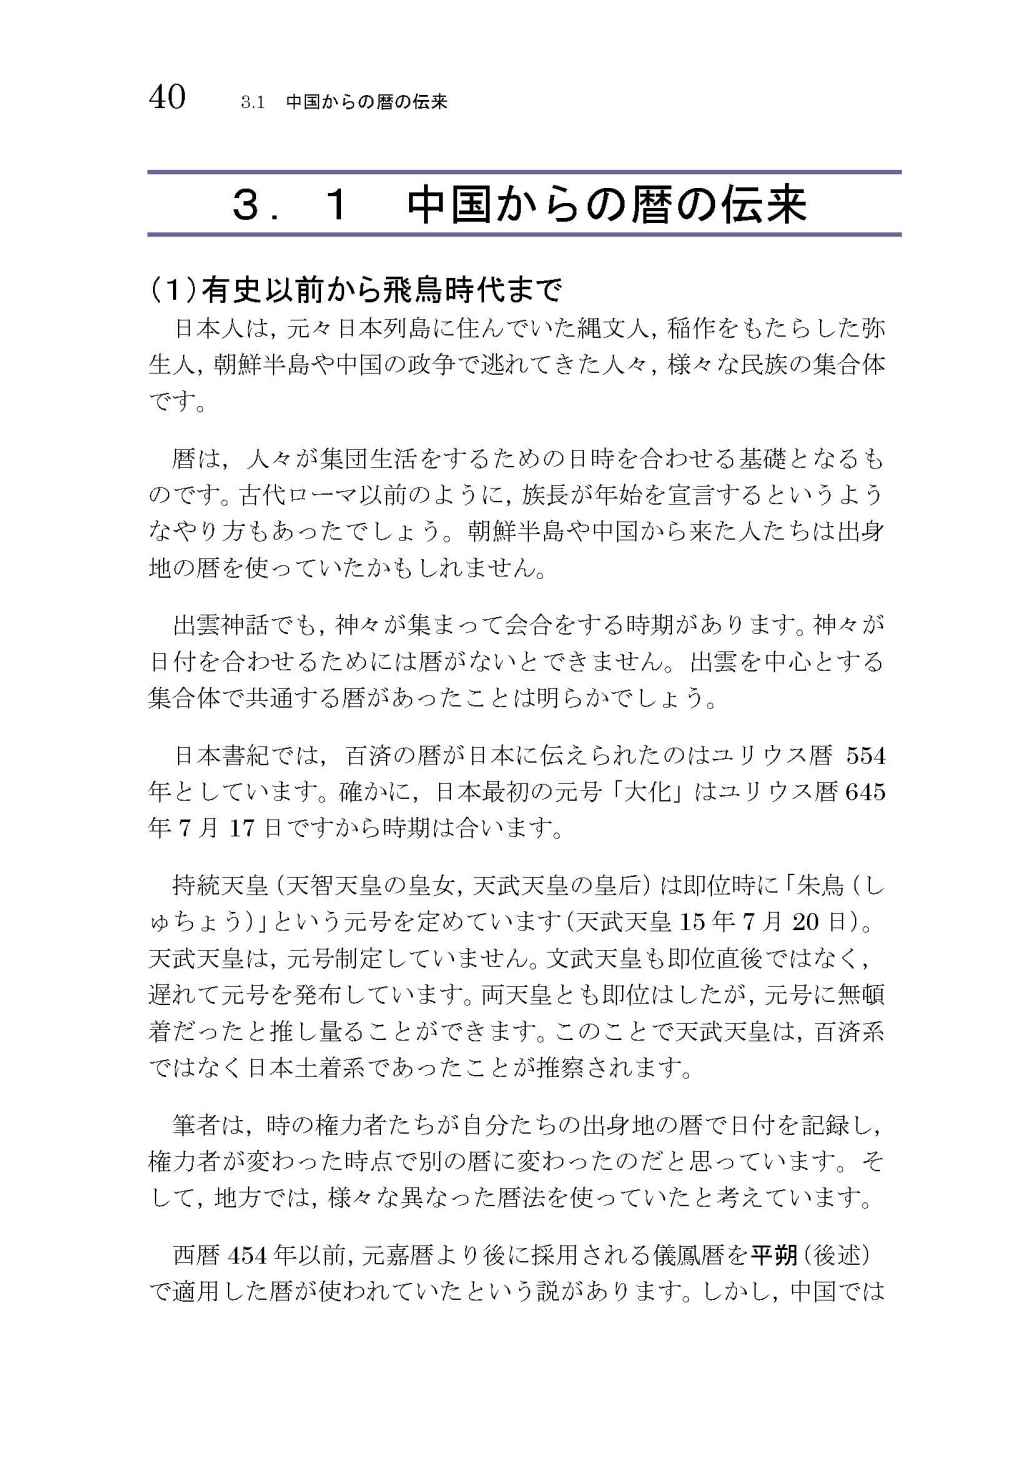 40 3.1 中国からの暦の伝来
3．1 中国からの暦の伝来
(1)有史以前から飛鳥時代まで
日本人は, 元々日本列島に住んでいた縄文人, 稲作をもたらした弥
生人, 朝鮮半島や中国の政争で逃れてきた人々, 様々な民族の集合体
です。
暦は, 人々が集団生活をするための日時を合わせる基礎となるも
のです。古代ローマ以前のように, 族長が年始を宣言するというよう
なやり方もあったでしょう。朝鮮半島や中国から来た人たちは出身
地の暦を使っていたかもしれません。
出雲神話でも, 神々が集まって会合をする時期があります。神々が
日付を合わせるためには暦がないとできません。出雲を中心とする
集合体で共通する暦があったことは明らかでしょう。
日本書紀では, 百済の暦が日本に伝えられたのはユリウス暦 554
年としています。確かに, 日本最初の元号「大化」はユリウス暦 645
年 7 月 17 日ですから時期は合います。
持統天皇(天智天皇の皇女, 天武天皇の皇后)は即位時に「朱鳥(し
ゅちょう)」という元号を定めています(天武天皇 15 年 7 月 20 日)。
天武天皇は, 元号制定していません。文武天皇も即位直後ではなく,
遅れて元号を発布しています。両天皇とも即位はしたが, 元号に無頓
着だったと推し量ることができます。このことで天武天皇は, 百済系
ではなく日本土着系であったことが推察されます。
筆者は, 時の権力者たちが自分たちの出身地の暦で日付を記録し,
権力者が変わった時点で別の暦に変わったのだと思っています。そ
して, 地方では, 様々な異なった暦法を使っていたと考えています。
西暦 454 年以前, 元嘉暦より後に採用される儀鳳暦を平朔(後述)
で適用した暦が使われていたという説があります。しかし, 中国では